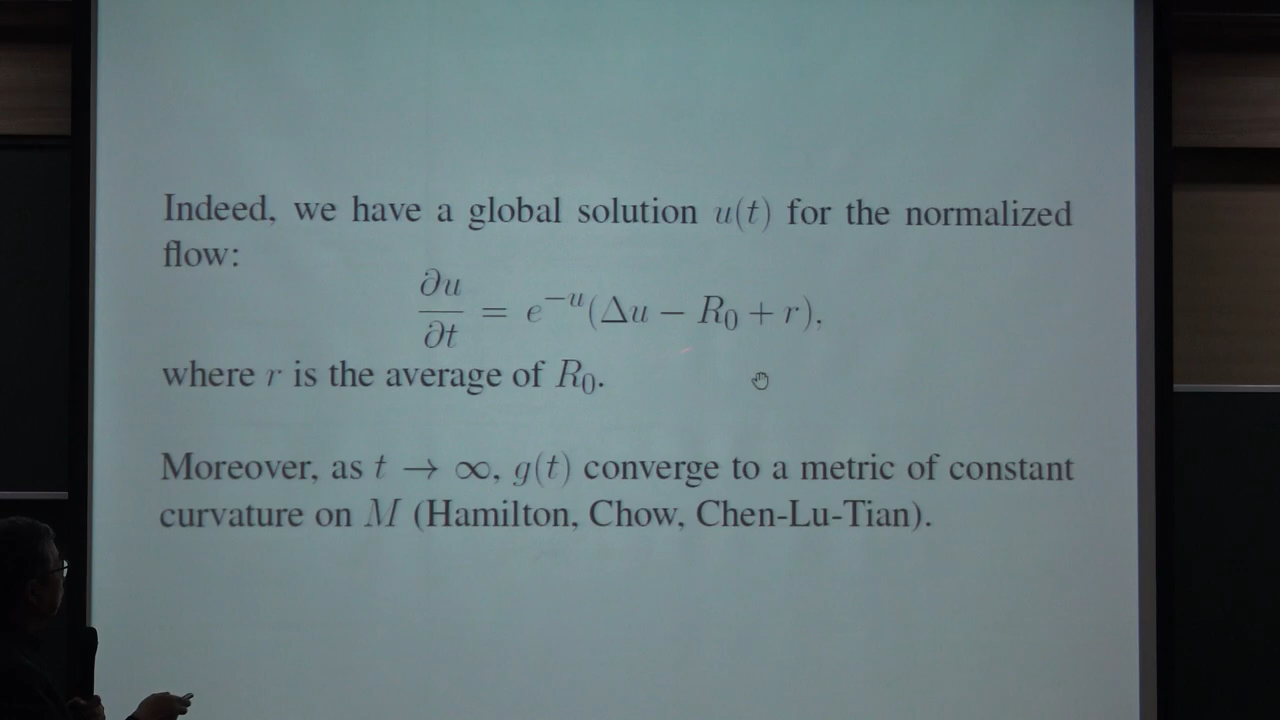 Indeed, we have a global solution u(t) for the normalized
flow:
∂u/∂t = e^{-u}(Δu − R₀ + r),
where r is the average of R₀.
Moreover, as t → ∞, g(t) converge to a metric of constant
curvature on M (Hamilton, Chow, Chen-Lu-Tian).